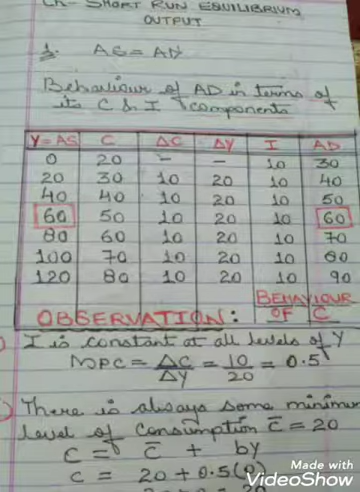 Ch- SHORT RUN EQUILIBRIUM
OUTPUT
1. AS = AD
Behaviour of AD in terms of
its C & I components
Y=AS C ΔC ΔY I AD
0 20 - - 10 30
20 30 10 20 10 40
40 40 10 20 10 50
60 50 10 20 10 60
80 60 10 20 10 70
100 70 10 20 10 80
120 80 10 20 10 90
BEHAVIOUR
OBSERVATION: OF C
I is constant at all levels of Y
MPC = ΔC/ΔY = 10/20 = 0.5
There is always some minimum
level of consumption C̅ = 20
C = C̅ + bY
C = 20 + 0.5(0)
Made with
VideoShow